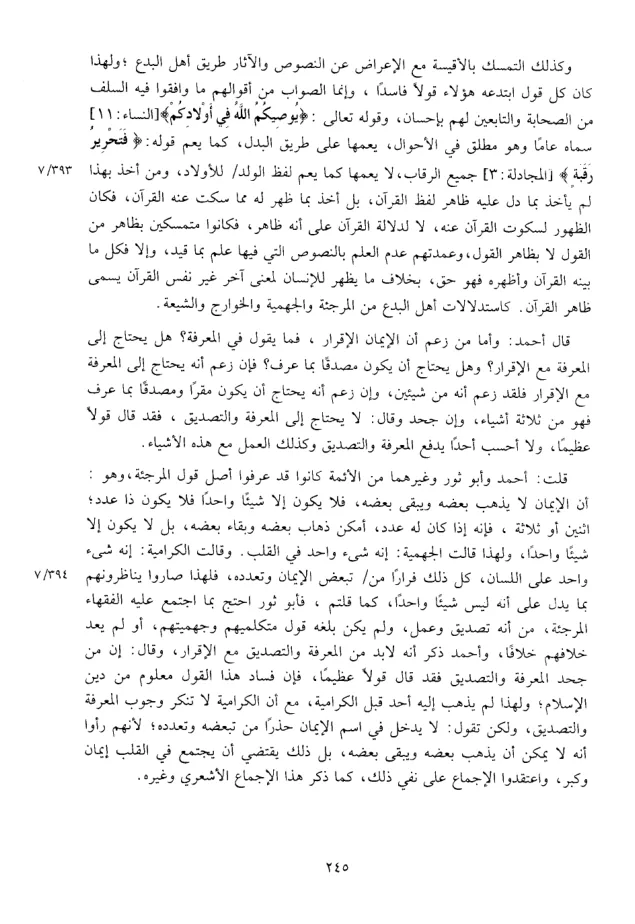 وكذلك التمسك بالأقيسة مع الإعراض عن النصوص والآثار طريق أهل البدع ؛ ولهذا
كان كل قول ابتدعه هؤلاء قولاً فاسدًا ، وإنما الصواب من أقوالهم ما وافقوا فيه السلف
من الصحابة والتابعين لهم بإحسان، وقوله تعالى :﴿يُوصِيكُمُ اللَّهُ فِي أَوْلادِكُمْ﴾[النساء:١١]
سماه عامًا وهو مطلق في الأحوال، يعمها على طريق البدل، كما يعم قوله:﴿ فَتَحْرِيرُ
رَقَبَةٍ ﴾ [المجادلة:٣] جميع الرقاب،لا يعمها كما يعم لفظ الولد/ للأولاد، ومن أخذ بهذا ٧/٣٩٣
لم يأخذ بما دل عليه ظاهر لفظ القرآن، بل أخذ بما ظهر له مما سكت عنه القرآن، فكان
الظهور لسكوت القرآن عنه، لا لدلالة القرآن على أنه ظاهر، فكانوا متمسكين بظاهر من
القول لا بظاهر القول،وعمدتهم عدم العلم بالنصوص التي فيها علم بما قيد، وإلا فكل ما
بينه القرآن وأظهره فهو حق، بخلاف ما يظهر للإنسان لمعنى آخر غير نفس القرآن يسمى
ظاهر القرآن. كاستدلالات أهل البدع من المرجئة والجهمية والخوارج والشيعة.
قال أحمد: وأما من زعم أن الإيمان الإقرار ، فما يقول في المعرفة؟ هل يحتاج إلى
المعرفة مع الإقرار؟ وهل يحتاج أن يكون مصدقًا بما عرف؟ فإن زعم أنه يحتاج إلى المعرفة
مع الإقرار فلقد زعم أنه من شيئين، وإن زعم أنه يحتاج أن يكون مقرًا ومصدقًا بما عرف
فهو من ثلاثة أشياء، وإن جحد وقال: لا يحتاج إلى المعرفة والتصديق ، فقد قال قولاً
عظيمًا، ولا أحسب أحدًا يدفع المعرفة والتصديق وكذلك العمل مع هذه الأشياء.
قلت: أحمد وأبو ثور وغيرهما من الأئمة كانوا قد عرفوا أصل قول المرجئة،وهو :
أن الإيمان لا يذهب بعضه ويبقى بعضه، فلا يكون إلا شيئًا واحدًا فلا يكون ذا عدد؛
اثنين أو ثلاثة ، فإنه إذا كان له عدد، أمكن ذهاب بعضه وبقاء بعضه، بل لا يكون إلا
شيئًا واحدًا، ولهذا قالت الجهمية: إنه شىء واحد في القلب. وقالت الكرامية: إنه شىء
واحد على اللسان، كل ذلك فرارًا من/ تبعض الإيمان وتعدده، فلهذا صاروا يناظرونهم ٧/٣٩٤
بما يدل على أنه ليس شيئًا واحدًا، كما قلتم ، فأبو ثور احتج بما اجتمع عليه الفقهاء
المرجئة، من أنه تصديق وعمل، ولم يكن بلغه قول متكلميهم وجهميتهم، أو لم يعد
خلافهم خلافًا، وأحمد ذكر أنه لابد من المعرفة والتصديق مع الإقرار، وقال: إن من
جحد المعرفة والتصديق فقد قال قولاً عظيمًا، فإن فساد هذا القول معلوم من دين
الإسلام؛ ولهذا لم يذهب إليه أحد قبل الكرامية، مع أن الكرامية لا تنكر وجوب المعرفة
والتصديق، ولكن تقول: لا يدخل في اسم الإيمان حذرًا من تبعضه وتعدده؛ لأنهم رأوا
أنه لا يمكن أن يذهب بعضه ويبقى بعضه، بل ذلك يقتضي أن يجتمع في القلب إيمان
وكبر، واعتقدوا الإجماع على نفي ذلك، كما ذكر هذا الإجماع الأشعري وغيره.
٢٤٥